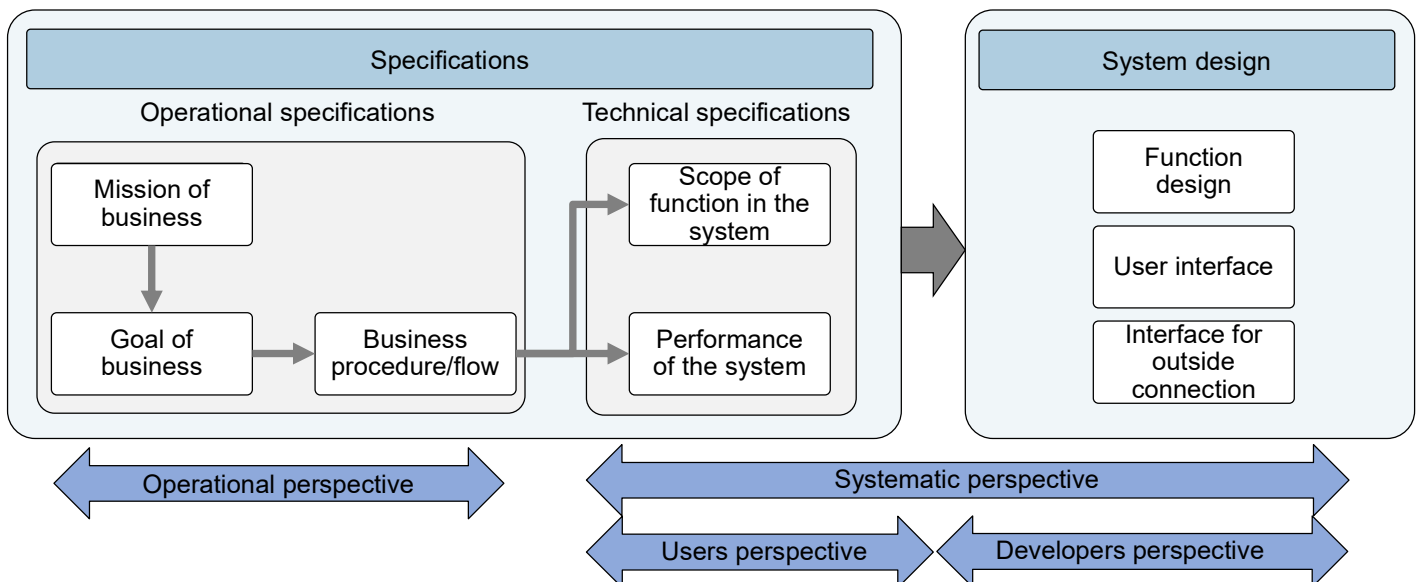 Specifications
Operational specifications
Technical specifications
Mission of
business
Goal of
business
Business
procedure/flow
Scope of
function in the
system
Performance
of the system
System design
Function
design
User interface
Interface for
outside
connection
Operational perspective
Systematic perspective
Users perspective
Developers perspective